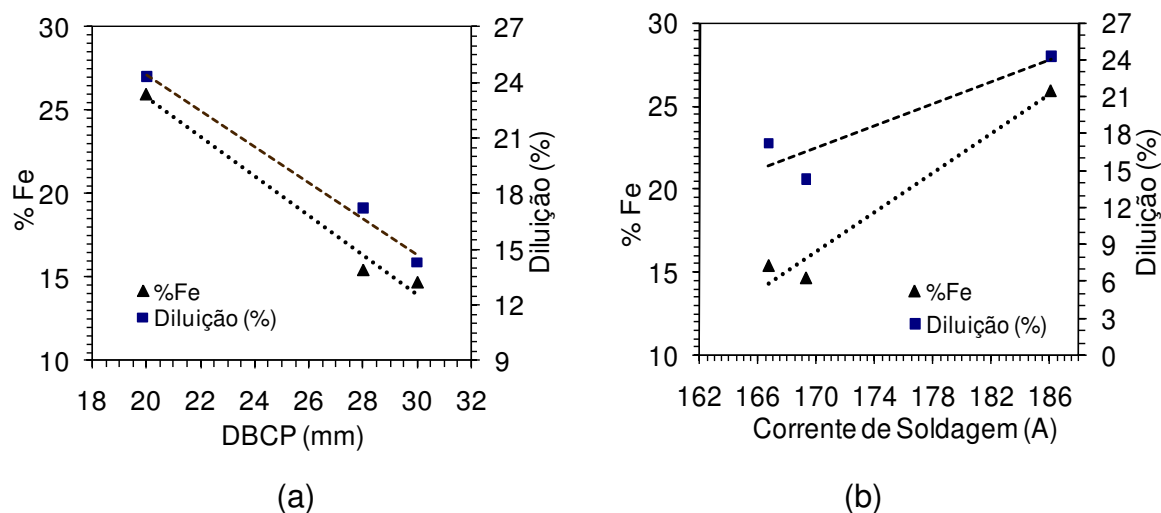 30
25
20
15
10
% Fe
27
24
21
18
15
12
9
Diluição (%)
%Fe
Diluição (%)
18 20 22 24 26 28 30 32
DBCP (mm)
(a)
30
25
20
15
10
% Fe
27
24
21
18
15
12
9
6
3
0
Diluição (%)
%Fe
Diluição (%)
162 166 170 174 178 182 186
Corrente de Soldagem (A)
(b)